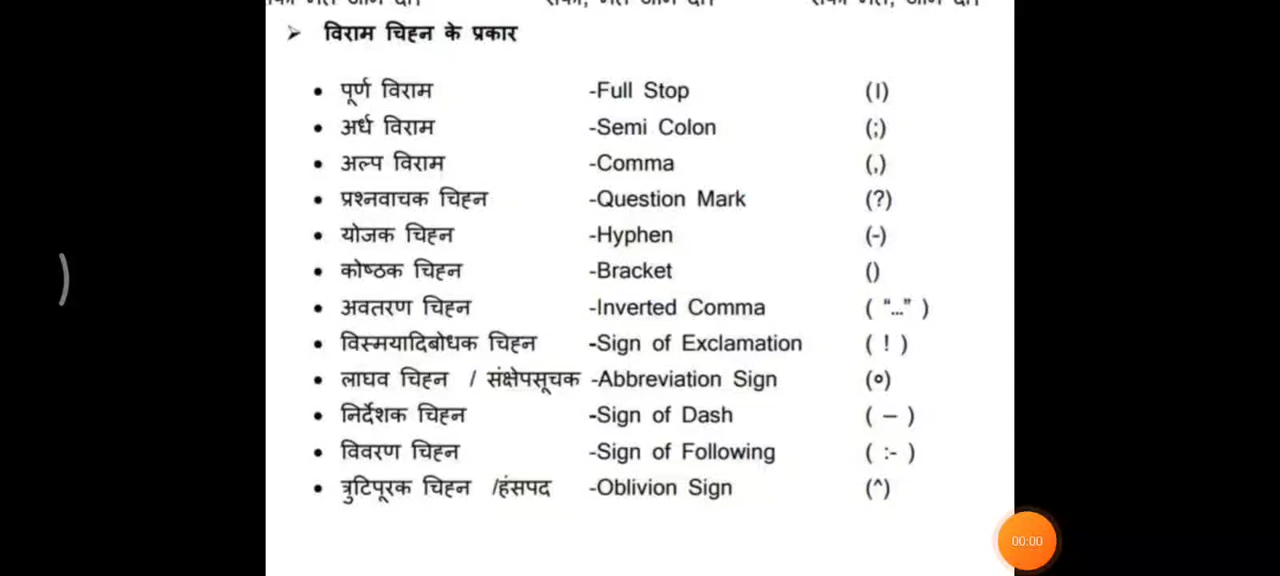 ➢ विराम चिह्न के प्रकार
• पूर्ण विराम -Full Stop (।)
• अर्ध विराम -Semi Colon (;)
• अल्प विराम -Comma (,)
• प्रश्नवाचक चिह्न -Question Mark (?)
• योजक चिह्न -Hyphen (-)
• कोष्ठक चिह्न -Bracket ()
• अवतरण चिह्न -Inverted Comma ( “...” )
• विस्मयादिबोधक चिह्न -Sign of Exclamation ( ! )
• लाघव चिह्न / संक्षेपसूचक -Abbreviation Sign (०)
• निर्देशक चिह्न -Sign of Dash ( – )
• विवरण चिह्न -Sign of Following ( :- )
• त्रुटिपूरक चिह्न /हंसपद -Oblivion Sign (^)
00:00